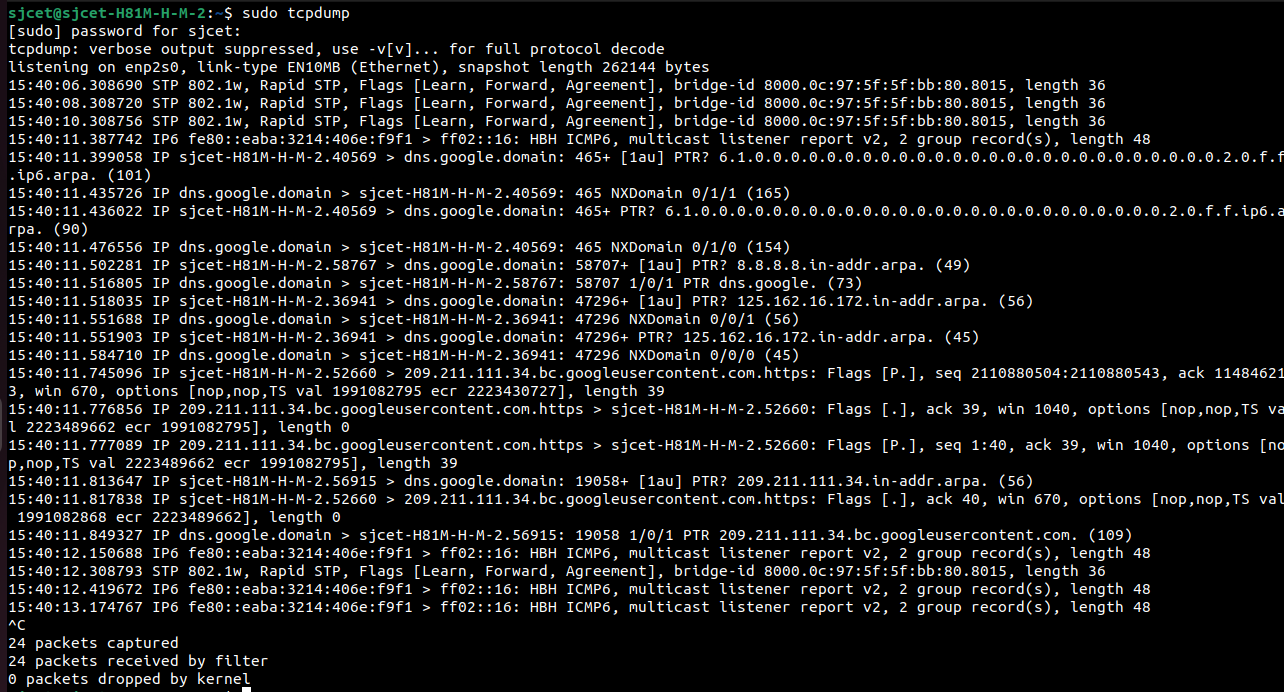 sjcet@sjcet-H81M-H-M-2:~$ sudo tcpdump
[sudo] password for sjcet:
tcpdump: verbose output suppressed, use -v[v]... for full protocol decode
listening on enp2s0, link-type EN10MB (Ethernet), snapshot length 262144 bytes
15:40:06.308690 STP 802.1w, Rapid STP, Flags [Learn, Forward, Agreement], bridge-id 8000.0c:97:5f:5f:bb:80.8015, length 36
15:40:08.308720 STP 802.1w, Rapid STP, Flags [Learn, Forward, Agreement], bridge-id 8000.0c:97:5f:5f:bb:80.8015, length 36
15:40:10.308756 STP 802.1w, Rapid STP, Flags [Learn, Forward, Agreement], bridge-id 8000.0c:97:5f:5f:bb:80.8015, length 36
15:40:11.387742 IP6 fe80::eaba:3214:406e:f9f1 > ff02::16: HBH ICMP6, multicast listener report v2, 2 group record(s), length 48
15:40:11.399058 IP sjcet-H81M-H-M-2.40569 > dns.google.domain: 465+ [1au] PTR? 6.1.0.0.0.0.0.0.0.0.0.0.0.0.0.0.0.0.0.0.0.0.0.0.0.0.0.0.2.0.f.f
.ip6.arpa. (101)
15:40:11.435726 IP dns.google.domain > sjcet-H81M-H-M-2.40569: 465 NXDomain 0/1/1 (165)
15:40:11.436022 IP sjcet-H81M-H-M-2.40569 > dns.google.domain: 465+ PTR? 6.1.0.0.0.0.0.0.0.0.0.0.0.0.0.0.0.0.0.0.0.0.0.0.0.0.0.0.2.0.f.f.ip6.a
rpa. (90)
15:40:11.476556 IP dns.google.domain > sjcet-H81M-H-M-2.40569: 465 NXDomain 0/1/0 (154)
15:40:11.502281 IP sjcet-H81M-H-M-2.58767 > dns.google.domain: 58707+ [1au] PTR? 8.8.8.8.in-addr.arpa. (49)
15:40:11.516805 IP dns.google.domain > sjcet-H81M-H-M-2.58767: 58707 1/0/1 PTR dns.google. (73)
15:40:11.518035 IP sjcet-H81M-H-M-2.36941 > dns.google.domain: 47296+ [1au] PTR? 125.162.16.172.in-addr.arpa. (56)
15:40:11.551688 IP dns.google.domain > sjcet-H81M-H-M-2.36941: 47296 NXDomain 0/0/1 (56)
15:40:11.551903 IP sjcet-H81M-H-M-2.36941 > dns.google.domain: 47296+ PTR? 125.162.16.172.in-addr.arpa. (45)
15:40:11.584710 IP dns.google.domain > sjcet-H81M-H-M-2.36941: 47296 NXDomain 0/0/0 (45)
15:40:11.745096 IP sjcet-H81M-H-M-2.52660 > 209.211.111.34.bc.googleusercontent.com.https: Flags [P.], seq 2110880504:2110880543, ack 11484621
3, win 670, options [nop,nop,TS val 1991082795 ecr 2223430727], length 39
15:40:11.776856 IP 209.211.111.34.bc.googleusercontent.com.https > sjcet-H81M-H-M-2.52660: Flags [.], ack 39, win 1040, options [nop,nop,TS va
l 2223489662 ecr 1991082795], length 0
15:40:11.777089 IP 209.211.111.34.bc.googleusercontent.com.https > sjcet-H81M-H-M-2.52660: Flags [P.], seq 1:40, ack 39, win 1040, options [no
p,nop,TS val 2223489662 ecr 1991082795], length 39
15:40:11.813647 IP sjcet-H81M-H-M-2.56915 > dns.google.domain: 19058+ [1au] PTR? 209.211.111.34.in-addr.arpa. (56)
15:40:11.817838 IP sjcet-H81M-H-M-2.52660 > 209.211.111.34.bc.googleusercontent.com.https: Flags [.], ack 40, win 670, options [nop,nop,TS val
 1991082868 ecr 2223489662], length 0
15:40:11.849327 IP dns.google.domain > sjcet-H81M-H-M-2.56915: 19058 1/0/1 PTR 209.211.111.34.bc.googleusercontent.com. (109)
15:40:12.150688 IP6 fe80::eaba:3214:406e:f9f1 > ff02::16: HBH ICMP6, multicast listener report v2, 2 group record(s), length 48
15:40:12.308793 STP 802.1w, Rapid STP, Flags [Learn, Forward, Agreement], bridge-id 8000.0c:97:5f:5f:bb:80.8015, length 36
15:40:12.419672 IP6 fe80::eaba:3214:406e:f9f1 > ff02::16: HBH ICMP6, multicast listener report v2, 2 group record(s), length 48
15:40:13.174767 IP6 fe80::eaba:3214:406e:f9f1 > ff02::16: HBH ICMP6, multicast listener report v2, 2 group record(s), length 48
^C
24 packets captured
24 packets received by filter
0 packets dropped by kernel